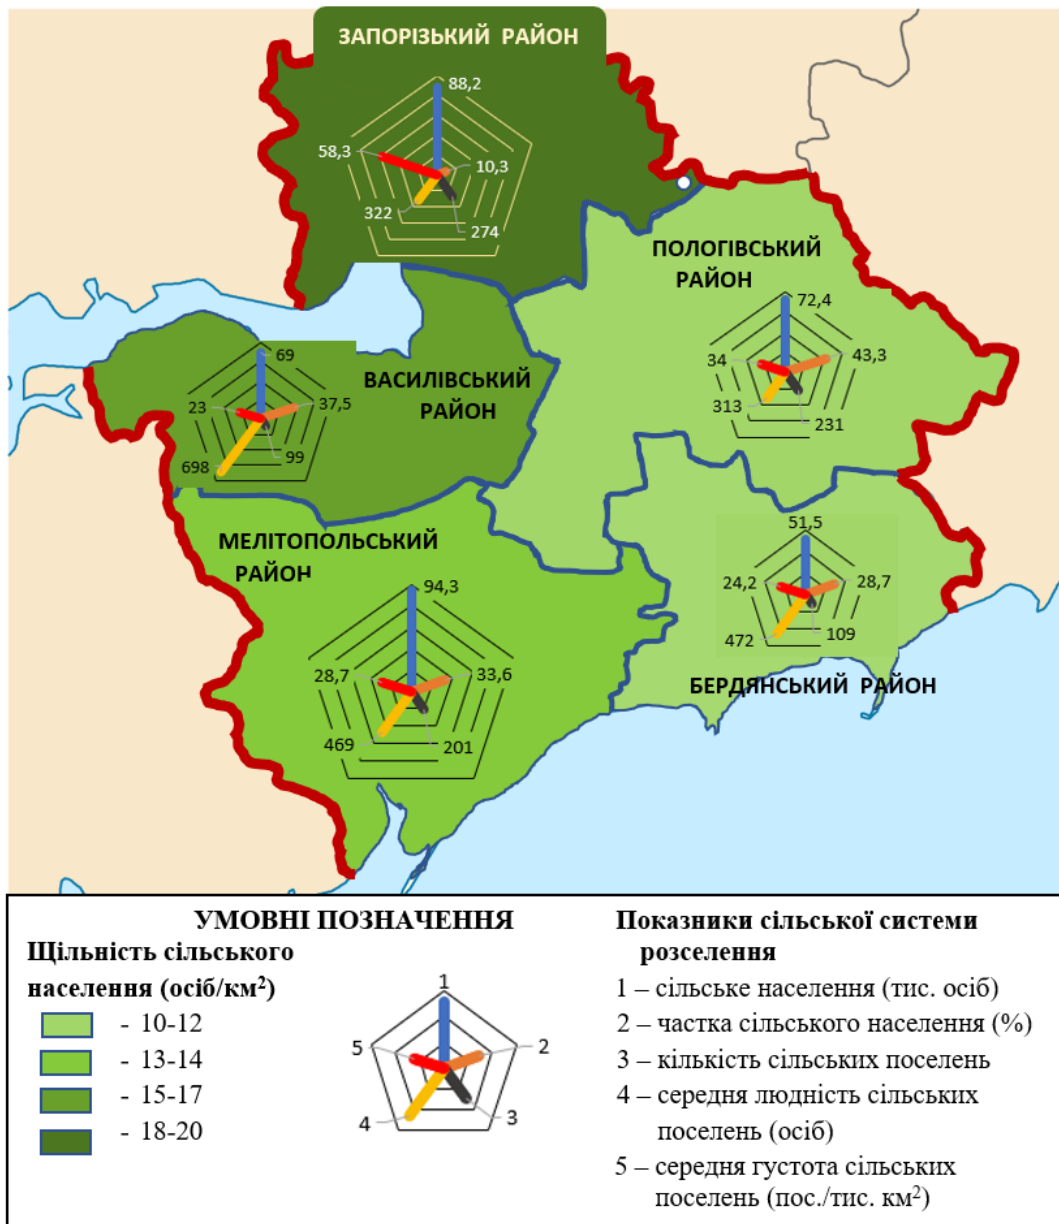 ЗАПОРІЗЬКИЙ РАЙОН
88,2
58,3
10,3
322
274
ПОЛОГІВСЬКИЙ
РАЙОН
72,4
34
43,3
313
231
69
ВАСИЛІВСЬКИЙ
РАЙОН
23
37,5
99
698
МЕЛІТОПОЛЬСЬКИЙ
РАЙОН
94,3
28,7
33,6
469
201
51,5
24,2
28,7
472
109
БЕРДЯНСЬКИЙ РАЙОН
УМОВНІ ПОЗНАЧЕННЯ
Щільність сільського
населення (осіб/км²)
- 10-12
- 13-14
- 15-17
- 18-20
1
5
2
4
3
Показники сільської системи
розселення
1 – сільське населення (тис. осіб)
2 – частка сільського населення (%)
3 – кількість сільських поселень
4 – середня людність сільських
поселень (осіб)
5 – середня густота сільських
поселень (пос./тис. км²)